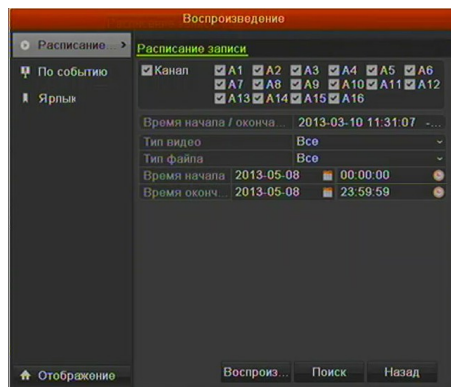 Воспроизведение
Расписание ... >
По событию
Ярлык
Отображение
Расписание записи
Канал A1 A2 A3 A4 A5 A6
A7 A8 A9 A10 A11 A12
A13 A14 A15 A16
Время начала / оконча... 2013-03-10 11:31:07 -...
Тип видео Все
Тип файла Все
Время начала 2013-05-08 00:00:00
Время оконч... 2013-05-08 23:59:59
Воспроиз... Поиск Назад